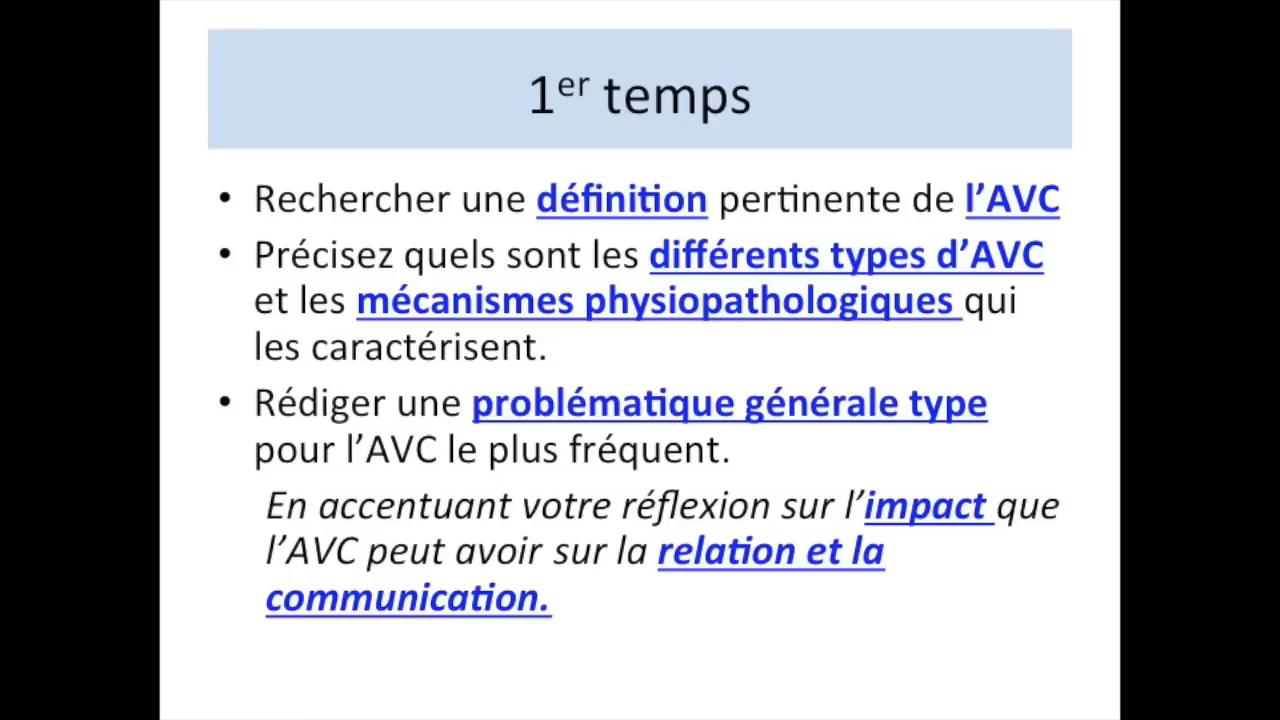 1er temps
• Rechercher une définition pertinente de l’AVC
• Précisez quels sont les différents types d’AVC
et les mécanismes physiopathologiques qui
les caractérisent.
• Rédiger une problématique générale type
pour l’AVC le plus fréquent.
En accentuant votre réflexion sur l’impact que
l’AVC peut avoir sur la relation et la
communication.